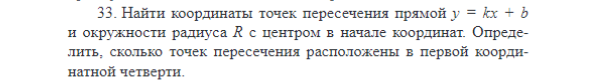 33. Найти координаты точек пересечения прямой y = kx + b
и окружности радиуса R с центром в начале координат. Опреде-
лить, сколько точек пересечения расположены в первой коорди-
натной четверти.